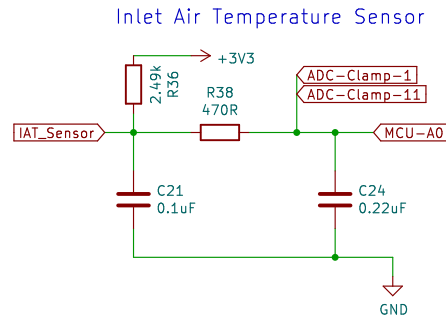 Inlet Air Temperature Sensor
+3V3
2.49k
R36
ADC-Clamp-1
ADC-Clamp-11
R38
470R
IAT_Sensor
MCU-A0
C21
0.1uF
C24
0.22uF
GND